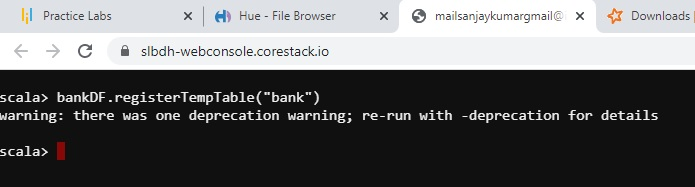 Practice Labs
Hue - File Browser
mailsanjaykumargmail@
Downloads
slbdh-webconsole.corestack.io
scala> bankDF.registerTempTable("bank")
warning: there was one deprecation warning; re-run with -deprecation for details
scala>